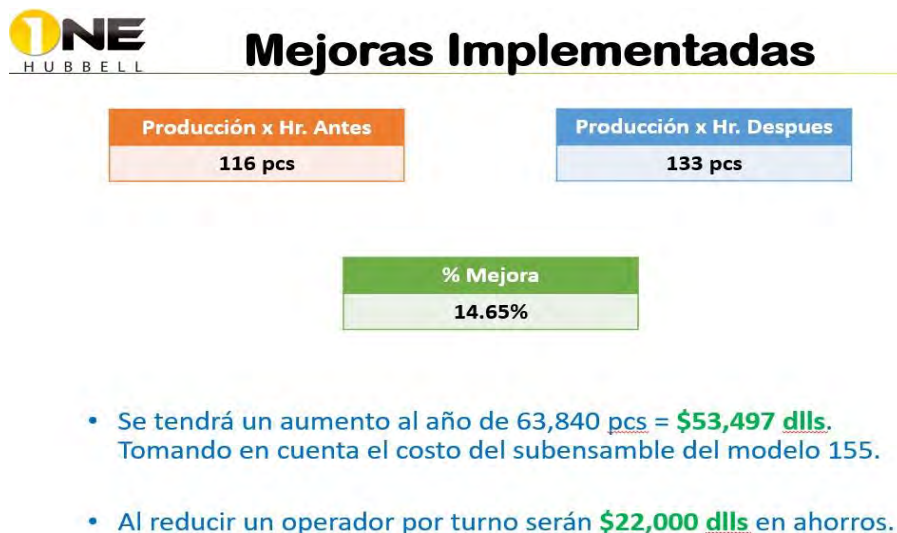 ONE
HUBBELL
Mejoras Implementadas
Producción x Hr. Antes
116 pcs
Producción x Hr. Despues
133 pcs
% Mejora
14.65%
• Se tendrá un aumento al año de 63,840 pcs = $53,497 dlls.
Tomando en cuenta el costo del subensamble del modelo 155.
• Al reducir un operador por turno serán $22,000 dlls en ahorros.